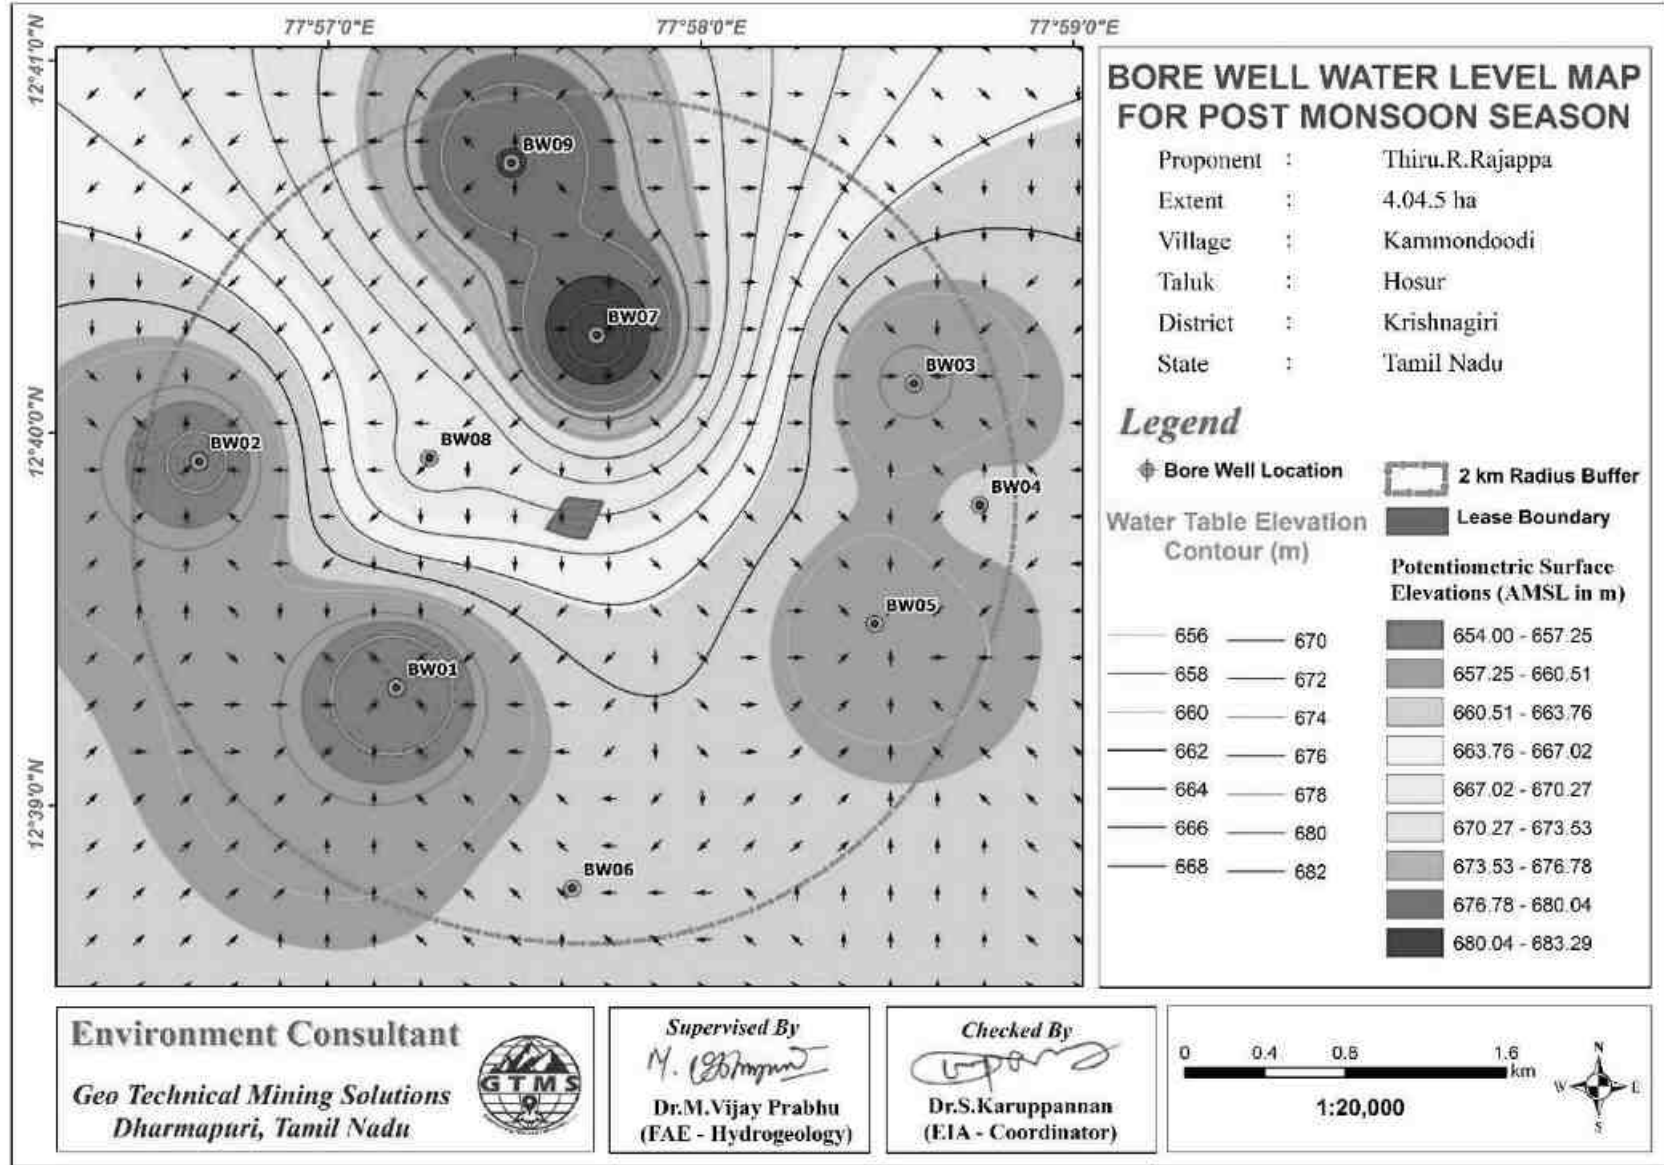 77°57'0"E
77°58'0"E
77°59'0"E
12°41'0"N
12°40'0"N
12°39'0"N
BW09
BW07
BW03
BW08
BW02
BW04
BW05
BW01
BW06
BORE WELL WATER LEVEL MAP
FOR POST MONSOON SEASON
Proponent : Thiru.R.Rajappa
Extent : 4.04.5 ha
Village : Kammondoodi
Taluk : Hosur
District : Krishnagiri
State : Tamil Nadu
Legend
Bore Well Location
2 km Radius Buffer
Lease Boundary
Water Table Elevation
Contour (m)
656
658
660
662
664
666
668
670
672
674
676
678
680
682
Potentiometric Surface
Elevations (AMSL in m)
654.00 - 657.25
657.25 - 660.51
660.51 - 663.76
663.76 - 667.02
667.02 - 670.27
670.27 - 673.53
673.53 - 676.78
676.78 - 680.04
680.04 - 683.29
Environment Consultant
Geo Technical Mining Solutions
Dharmapuri, Tamil Nadu
GTMS
Supervised By
Dr.M.Vijay Prabhu
(FAE - Hydrogeology)
Checked By
Dr.S.Karuppannan
(EIA - Coordinator)
0 0.4 0.8 1.6
km
1:20,000
N
W E
S